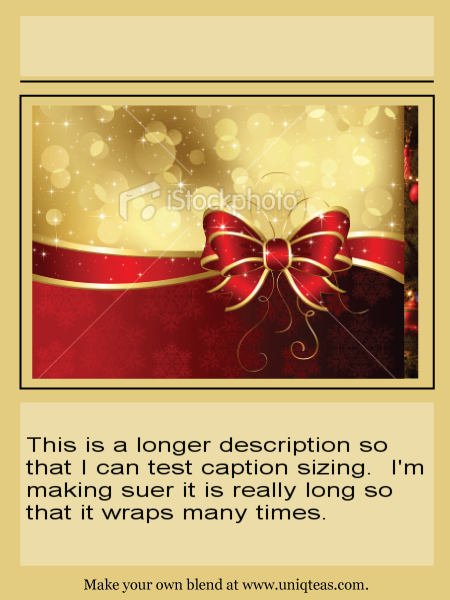 iStockphoto
This is a longer description so
that I can test caption sizing.  I'm
making suer it is really long so
that it wraps many times.
Make your own blend at www.uniqteas.com.